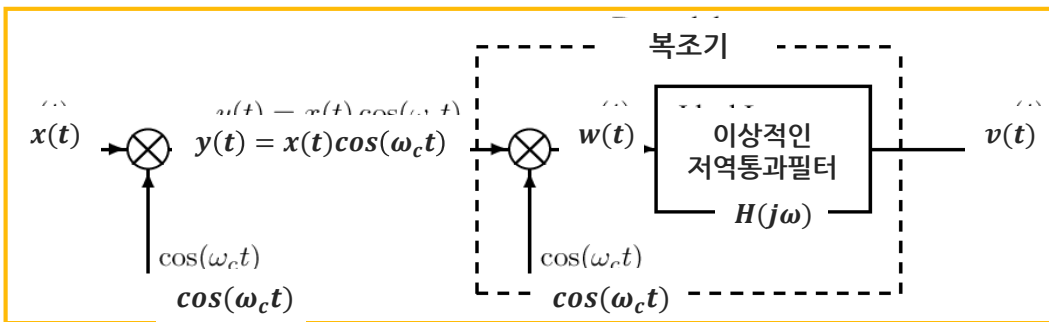 복조기
x(t)
y(t) = x(t)cos(ω_c t)
w(t)
이상적인
저역통과필터
H(jω)
v(t)
cos(ω_c t)
cos(ω_c t)
cos(ω_c t)
cos(ω_c t)